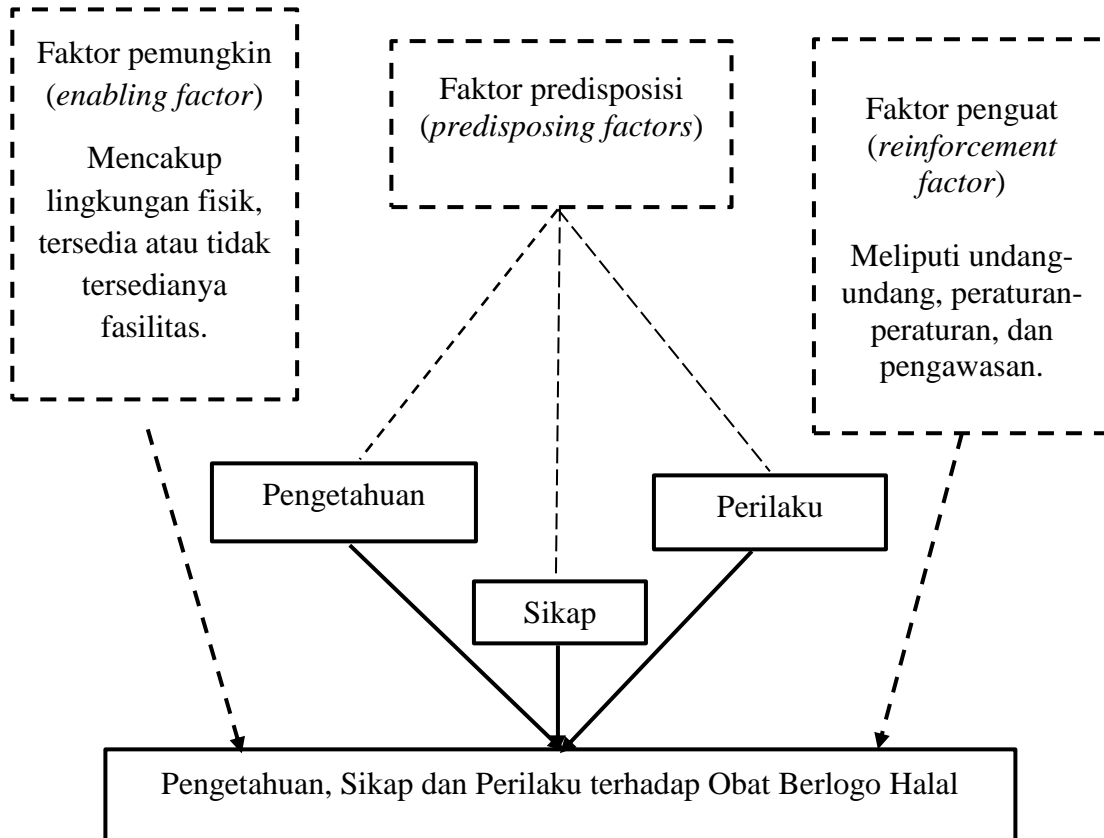 Faktor pemungkin
(enabling factor)
Mencakup
lingkungan fisik,
tersedia atau tidak
tersedianya
fasilitas.
Faktor predisposisi
(predisposing factors)
Faktor penguat
(reinforcement
factor)
Meliputi undang-
undang, peraturan-
peraturan, dan
pengawasan.
Pengetahuan
Perilaku
Sikap
Pengetahuan, Sikap dan Perilaku terhadap Obat Berlogo Halal